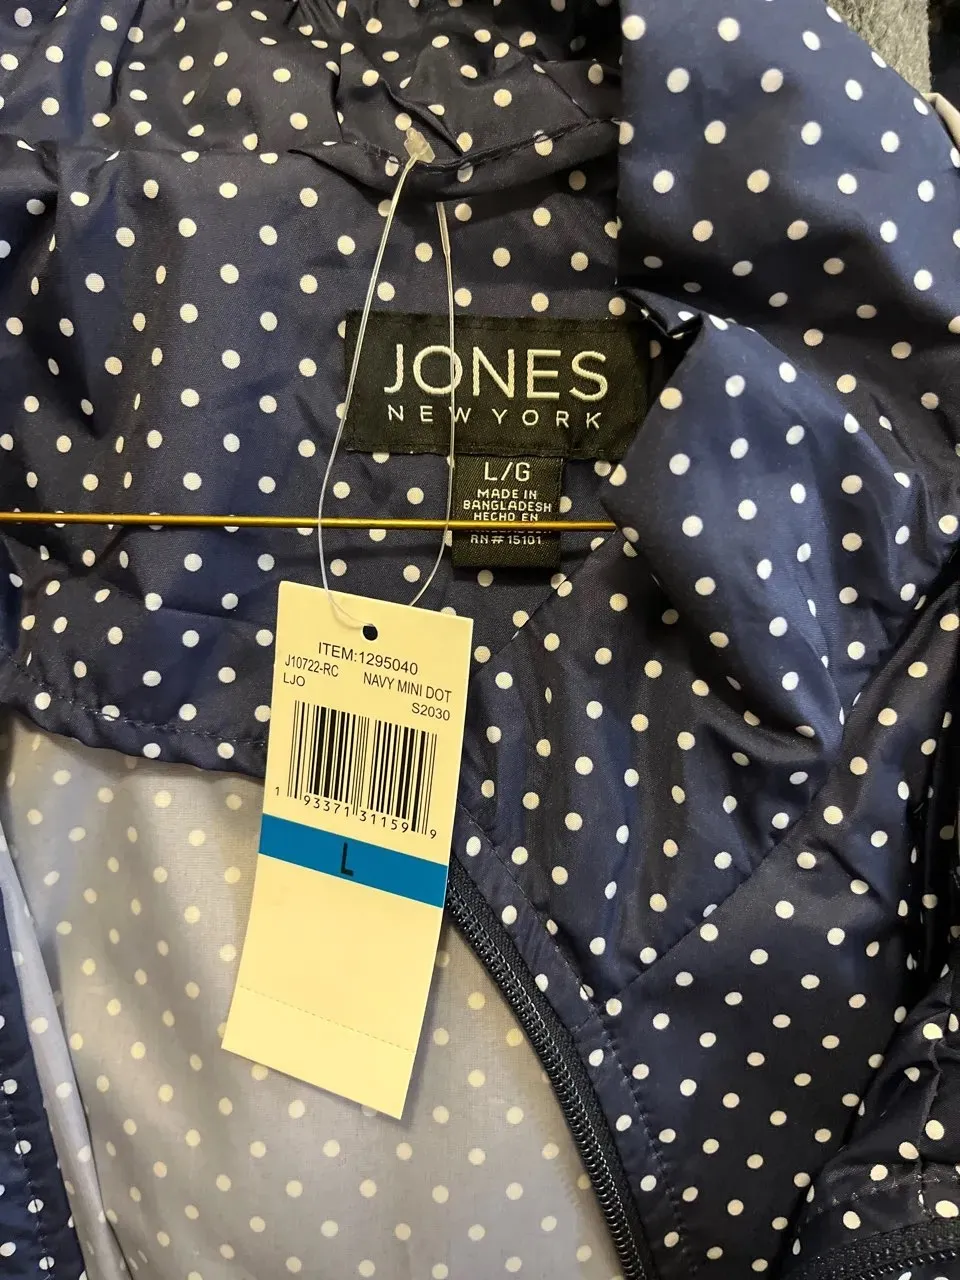 JONES
NEW YORK
L/G
MADE IN
BANGLADESH
HECHO EN
RN#15101
ITEM:1295040
J10722-RC NAVY MINI DOT
LJO
S2030
1 93371 31159 9
L